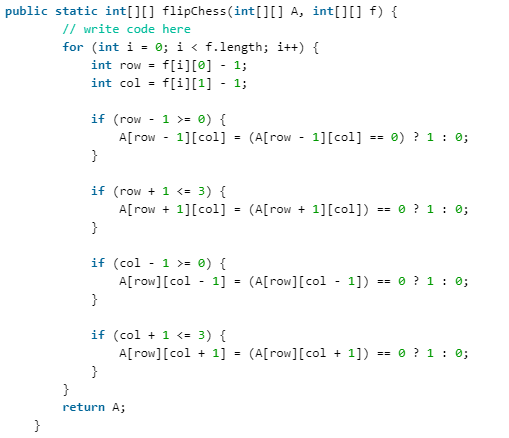 public static int[][] flipChess(int[][] A, int[][] f) {
        // write code here
        for (int i = 0; i < f.length; i++) {
            int row = f[i][0] - 1;
            int col = f[i][1] - 1;

            if (row - 1 >= 0) {
                A[row - 1][col] = (A[row - 1][col] == 0) ? 1 : 0;
            }

            if (row + 1 <= 3) {
                A[row + 1][col] = (A[row + 1][col]) == 0 ? 1 : 0;
            }

            if (col - 1 >= 0) {
                A[row][col - 1] = (A[row][col - 1]) == 0 ? 1 : 0;
            }

            if (col + 1 <= 3) {
                A[row][col + 1] = (A[row][col + 1]) == 0 ? 1 : 0;
            }
        }
        return A;
    }